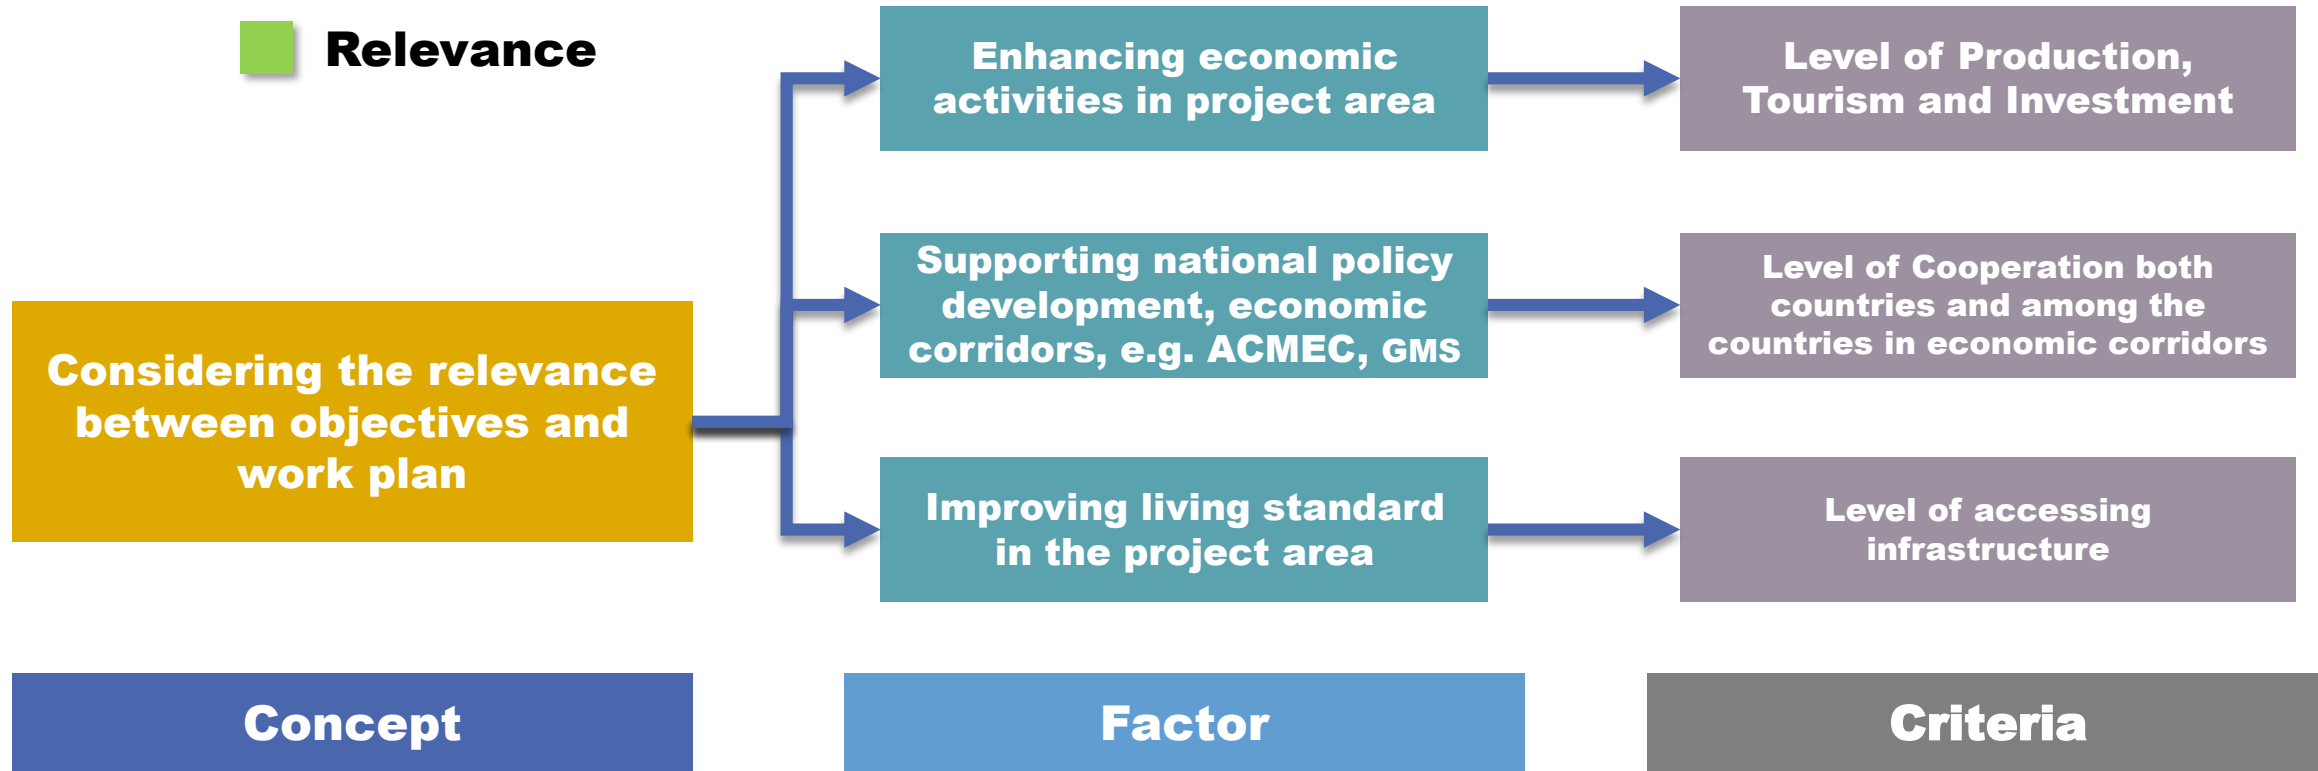 Relevance
Enhancing economic
activities in project area
Level of Production,
Tourism and Investment
Supporting national policy
development, economic
corridors, e.g. ACMEC, GMS
Level of Cooperation both
countries and among the
countries in economic corridors
Considering the relevance
between objectives and
work plan
Improving living standard
in the project area
Level of accessing
infrastructure
Concept
Factor
Criteria